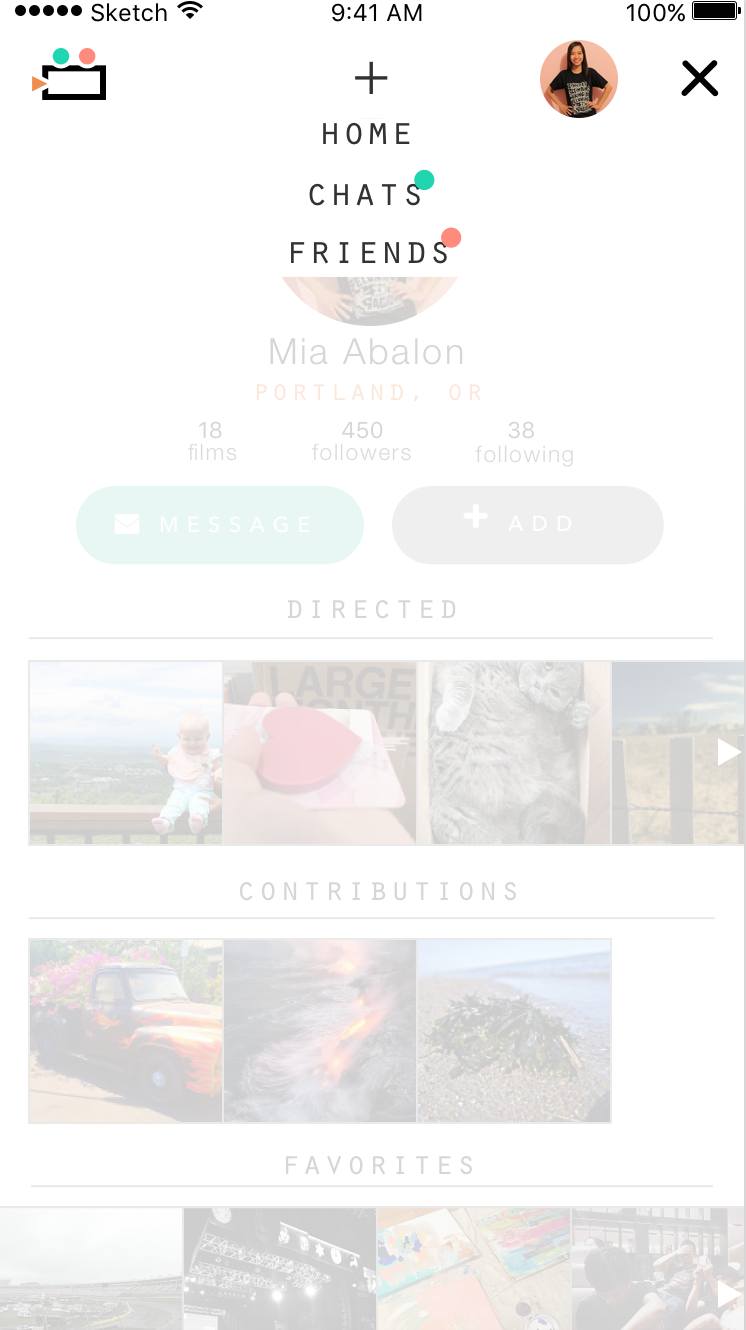 Sketch 9:41 AM 100%
HOME
CHATS
FRIENDS
Mia Abalon
PORTLAND, OR
18 450 38
films followers following
MESSAGE ADD
DIRECTED
LARGE
CONTRIBUTIONS
FAVORITES